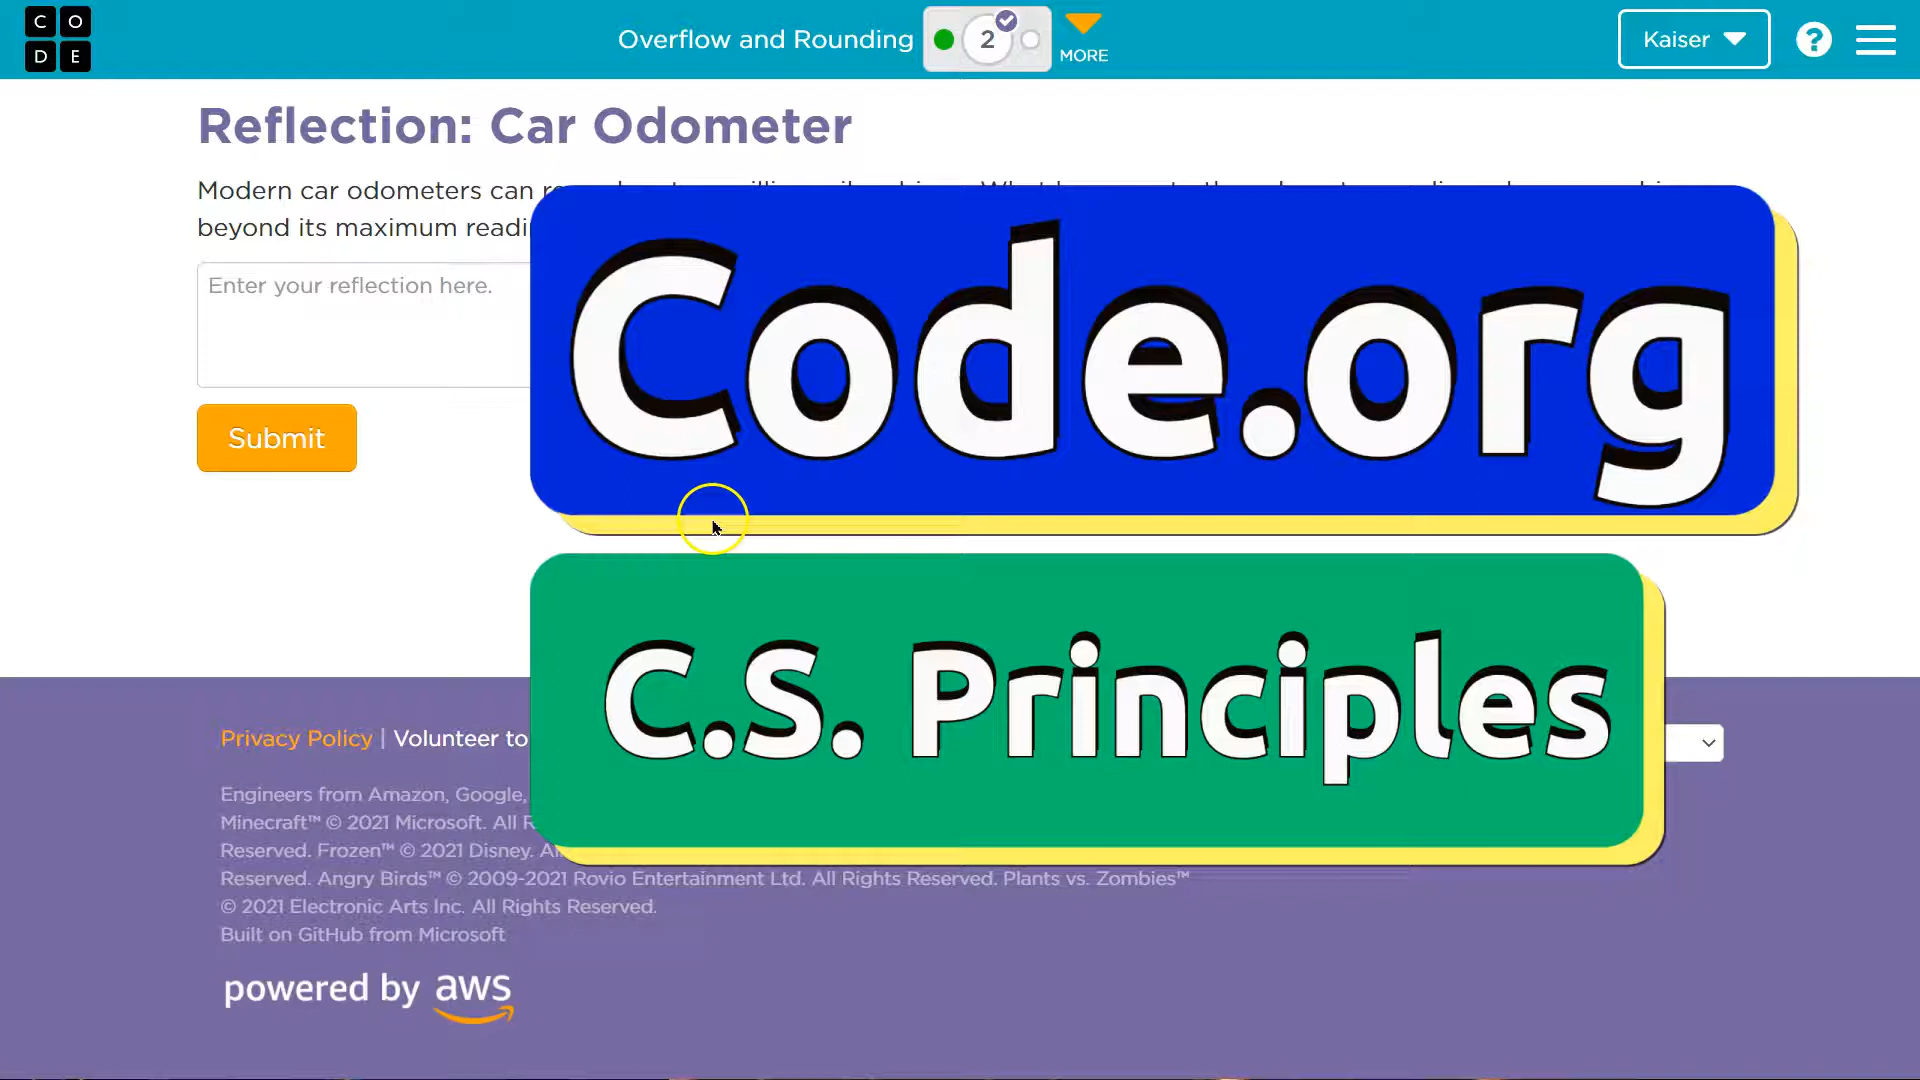 C O
D E
Overflow and Rounding
2
MORE
Kaiser
?
Reflection: Car Odometer
Modern car odometers can
beyond its maximum
Enter your reflection here.
Submit
Code.org
C.S. Principles
Privacy Policy | Volunteer to
Engineers from Amazon, Google,
Minecraft™ © 2021 Microsoft. All
Reserved. Frozen™ © 2021 Disney.
Reserved. Angry Birds™ © 2009-2021 Rovio Entertainment Ltd. All Rights Reserved. Plants vs. Zombies™
© 2021 Electronic Arts Inc. All Rights Reserved.
Built on GitHub from Microsoft
powered by aws